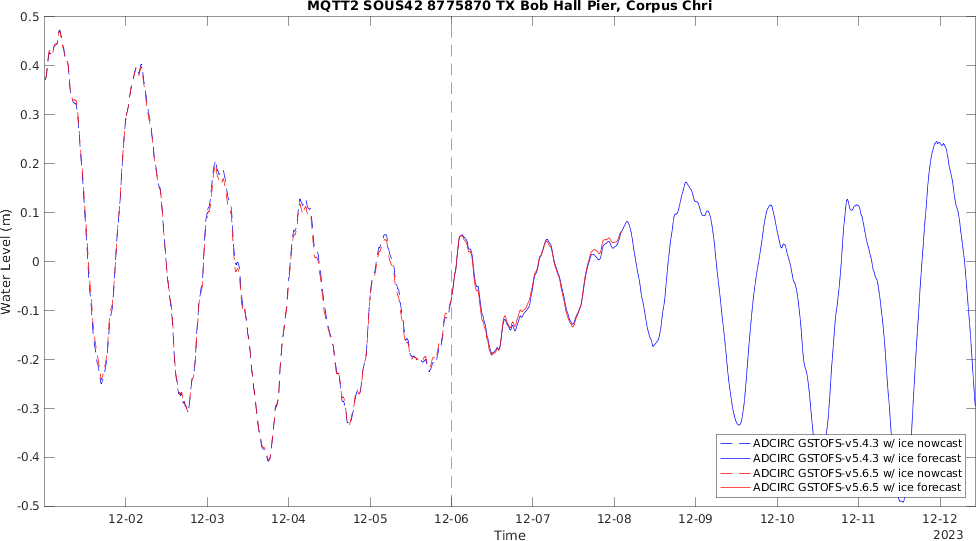 MQTT2 SOUS42 8775870 TX Bob Hall Pier, Corpus Chri
0.5
0.4
0.3
0.2
0.1
0
-0.1
-0.2
-0.3
-0.4
-0.5
Water Level (m)
ADCIRC GSTOFS-v5.4.3 w/ ice nowcast
ADCIRC GSTOFS-v5.4.3 w/ ice forecast
ADCIRC GSTOFS-v5.6.5 w/ ice nowcast
ADCIRC GSTOFS-v5.6.5 w/ ice forecast
12-02 12-03 12-04 12-05 12-06 12-07 12-08 12-09 12-10 12-11 12-12
2023
Time